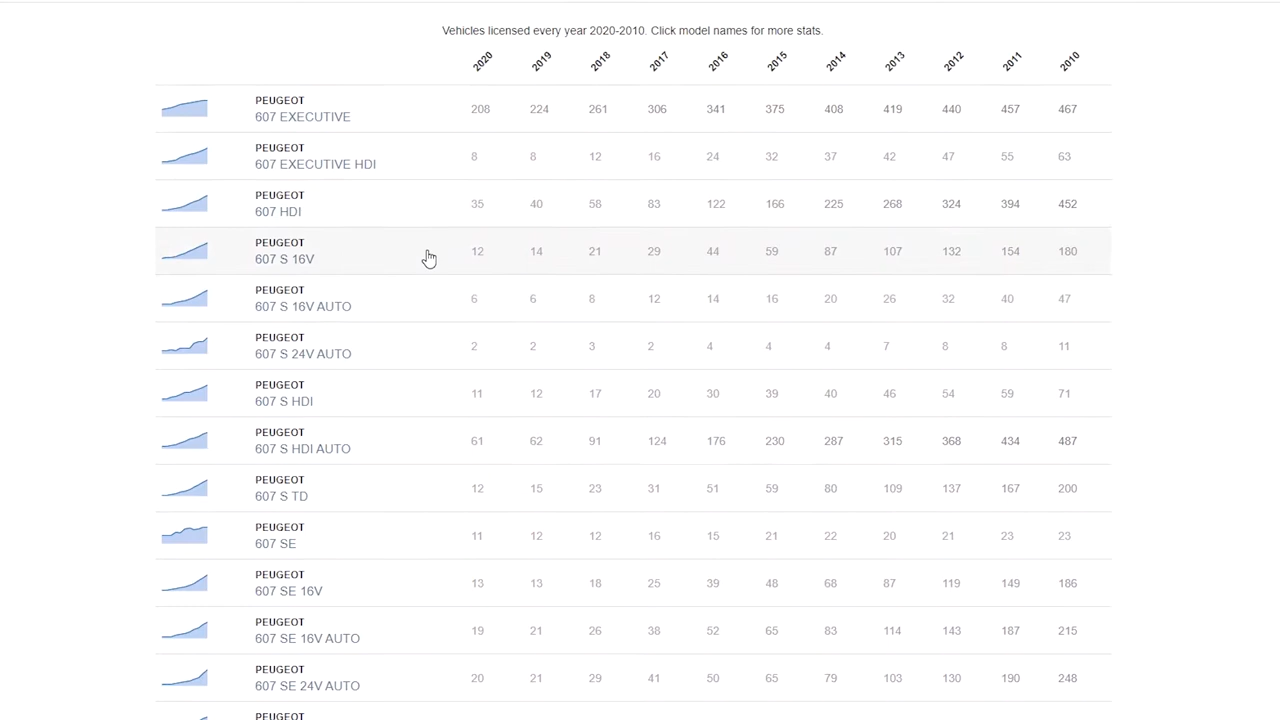 Vehicles licensed every year 2020-2010. Click model names for more stats.
2020 2019 2018 2017 2016 2015 2014 2013 2012 2011 2010
PEUGEOT
607 EXECUTIVE 208 224 261 306 341 375 408 419 440 457 467
PEUGEOT
607 EXECUTIVE HDI 8 8 12 16 24 32 37 42 47 55 63
PEUGEOT
607 HDI 35 40 58 83 122 166 225 268 324 394 452
PEUGEOT
607 S 16V 12 14 21 29 44 59 87 107 132 154 180
PEUGEOT
607 S 16V AUTO 6 6 8 12 14 16 20 26 32 40 47
PEUGEOT
607 S 24V AUTO 2 2 3 2 4 4 4 7 8 8 11
PEUGEOT
607 S HDI 11 12 17 20 30 39 40 46 54 59 71
PEUGEOT
607 S HDI AUTO 61 62 91 124 176 230 287 315 368 434 487
PEUGEOT
607 S TD 12 15 23 31 51 59 80 109 137 167 200
PEUGEOT
607 SE 11 12 12 16 15 21 22 20 21 23 23
PEUGEOT
607 SE 16V 13 13 18 25 39 48 68 87 119 149 186
PEUGEOT
607 SE 16V AUTO 19 21 26 38 52 65 83 114 143 187 215
PEUGEOT
607 SE 24V AUTO 20 21 29 41 50 65 79 103 130 190 248
PEUGEOT